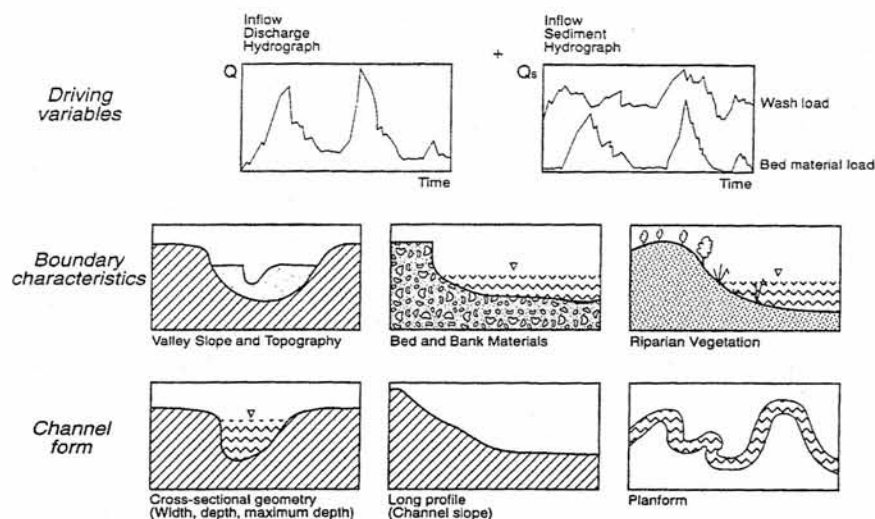 Inflow
Discharge
Hydrograph
+
Inflow
Sediment
Hydrograph
Driving
variables
Q
Time
Qs
Wash load
Bed material load
Time
Boundary
characteristics
Valley Slope and Topography
Bed and Bank Materials
Riparian Vegetation
Channel
form
Cross-sectional geometry
(Width, depth, maximum depth)
Long profile
(Channel slope)
Planform